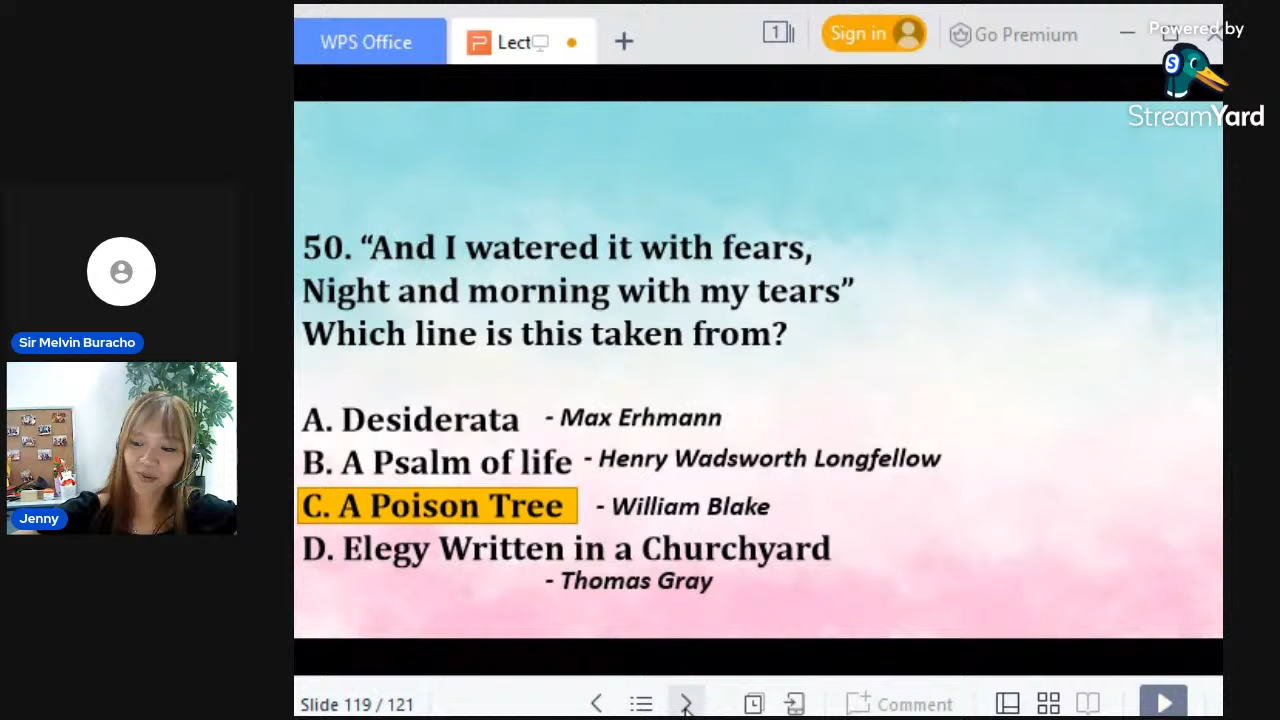 WPS Office
Lect
1
Sign in
Go Premium
Powered by
StreamYard
50. “And I watered it with fears,
Night and morning with my tears”
Which line is this taken from?
A. Desiderata - Max Erhmann
B. A Psalm of life - Henry Wadsworth Longfellow
C. A Poison Tree - William Blake
D. Elegy Written in a Churchyard
- Thomas Gray
Sir Melvin Buracho
Jenny
Slide 119 / 121
Comment